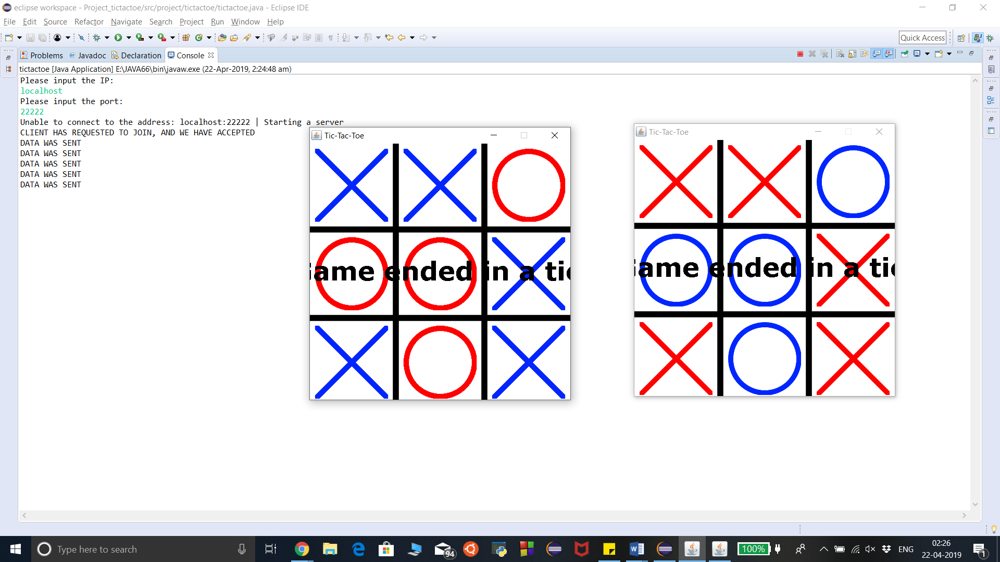 eclipse workspace - Project_tictactoe/src/project/tictactoe/tictactoe.java - Eclipse IDE
File Edit Source Refactor Navigate Search Project Run Window Help
Quick Access
Problems @ Javadoc Declaration Console
tictactoe [Java Application] E:\JAVA66\bin\javaw.exe (22-Apr-2019, 2:24:48 am)
Please input the IP:
localhost
Please input the port:
22222
Unable to connect to the address: localhost:22222 | Starting a server
CLIENT HAS REQUESTED TO JOIN, AND WE HAVE ACCEPTED
DATA WAS SENT
DATA WAS SENT
DATA WAS SENT
DATA WAS SENT
DATA WAS SENT
Tic-Tac-Toe
Game ended in a tie
Tic-Tac-Toe
Game ended in a tie
Type here to search
94
100%
ENG
02:26
22-04-2019
1